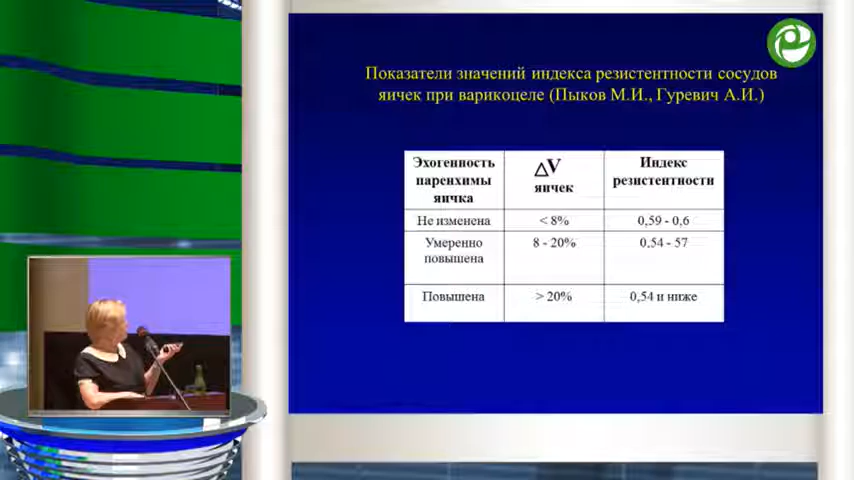 Показатели значений индекса резистентности сосудов
яичек при варикоцеле (Пыков М.И., Гуревич А.И.)
Эхогенность
паренхимы
яичка
△V
яичек
Индекс
резистентности
Не изменена
< 8%
0,59 - 0,6
Умеренно
повышена
8 - 20%
0,54 - 57
Повышена
> 20%
0,54 и ниже